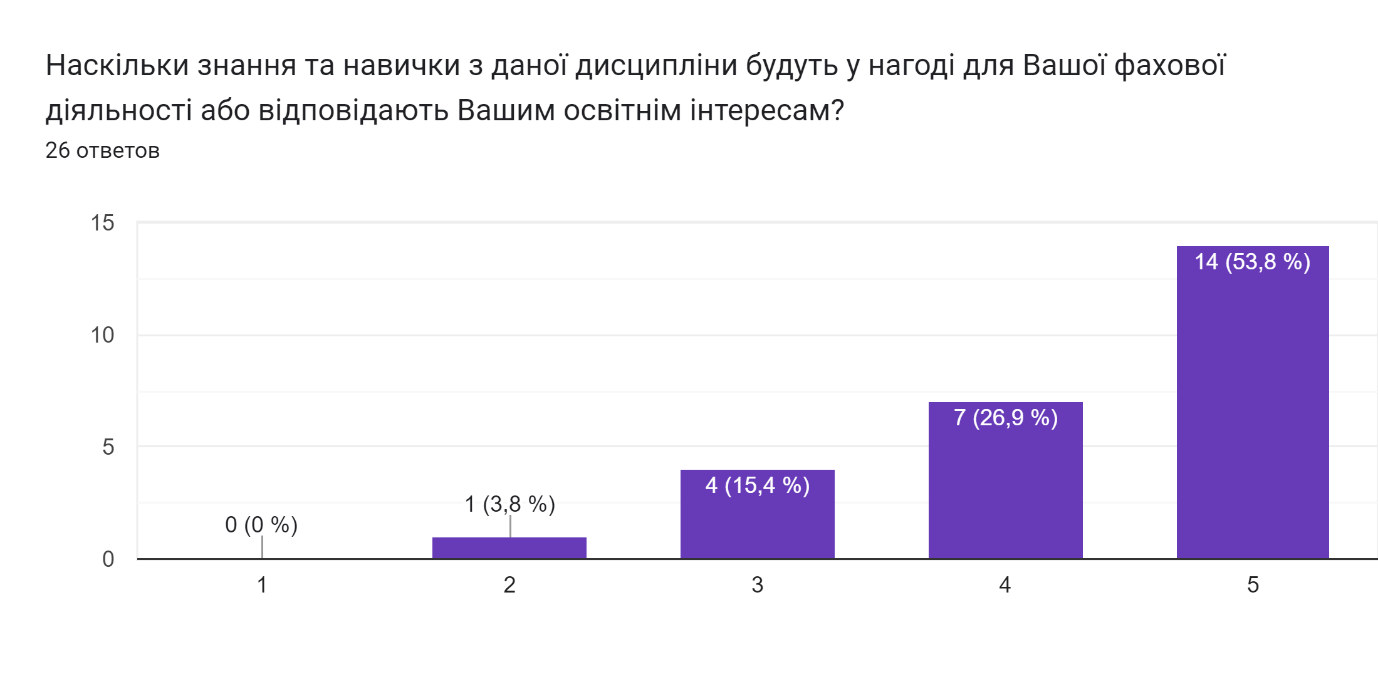 Наскільки знання та навички з даної дисципліни будуть у нагоді для Вашої фахової
діяльності або відповідають Вашим освітнім інтересам?
26 ответов
15
14 (53,8 %)
10
7 (26,9 %)
5
4 (15,4 %)
1 (3,8 %)
0 (0 %)
0
1 2 3 4 5